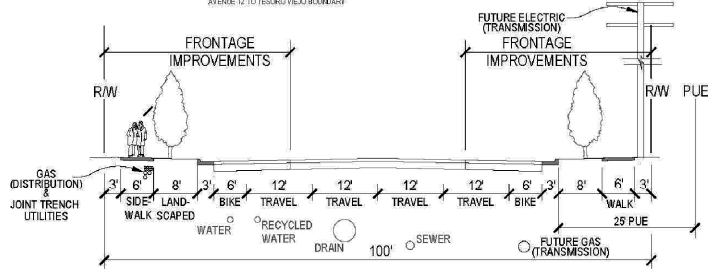 AVENUE 12 TO TESORO VIEJO BOUNDARY
FUTURE ELECTRIC
(TRANSMISSION)
FRONTAGE
IMPROVEMENTS
FRONTAGE
IMPROVEMENTS
R/W
R/W
PUE
GAS
(DISTRIBUTION)
&
JOINT TRENCH
UTILITIES
3' 6' 8' 3' 6' 12' 12' 12' 12' 6' 3' 8' 6' 3'
SIDE-
WALK
LAND-
SCAPED
BIKE TRAVEL TRAVEL TRAVEL TRAVEL BIKE
WALK
25' PUE
WATER
RECYCLED
WATER
DRAIN
SEWER
FUTURE GAS
(TRANSMISSION)
100'